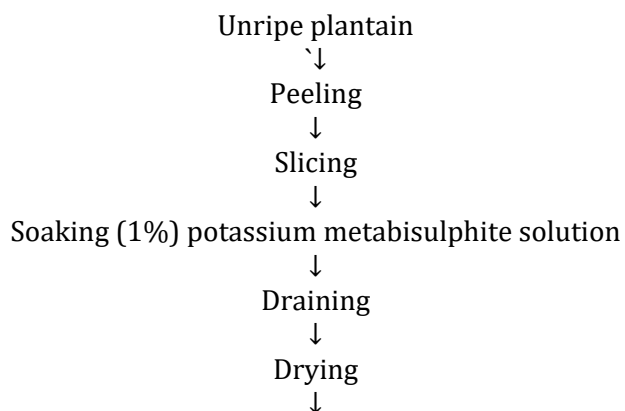 Unripe plantain
`↓
Peeling
↓
Slicing
↓
Soaking (1%) potassium metabisulphite solution
↓
Draining
↓
Drying
↓